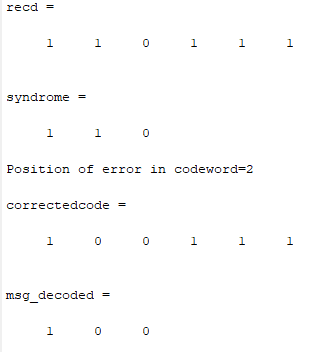 recd =
1 1 0 1 1 1
syndrome =
1 1 0
Position of error in codeword=2
correctedcode =
1 0 0 1 1 1
msg_decoded =
1 0 0